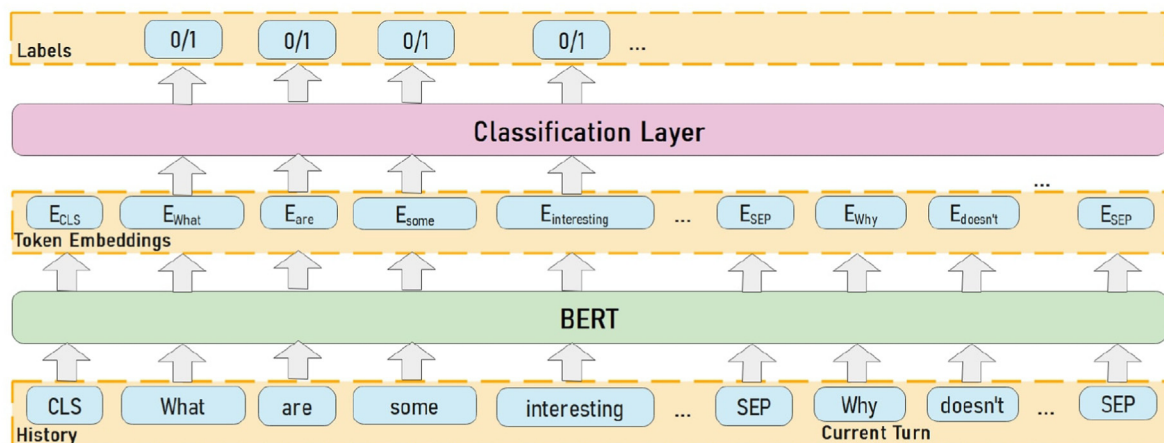 0/1 0/1 0/1 0/1 ...
Labels
Classification Layer
...
E_CLS E_What E_are E_some E_interesting ... E_SEP E_Why E_doesn't E_SEP
Token Embeddings
BERT
CLS What are some interesting ... SEP Why doesn't ... SEP
History Current Turn